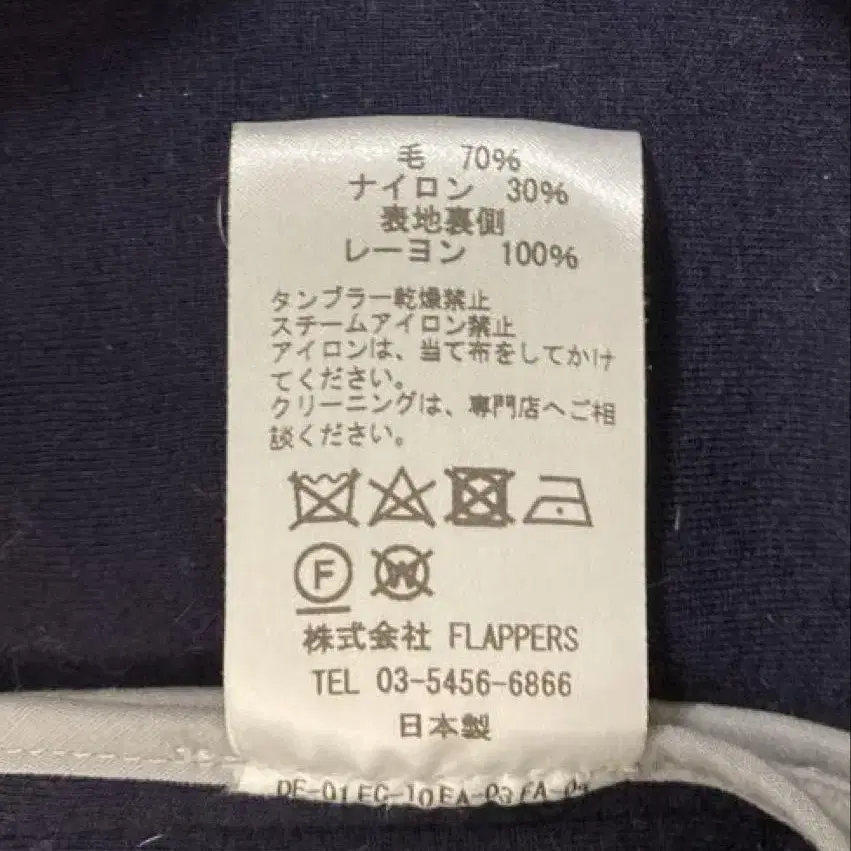 毛 70%
ナイロン 30%
表地裏側
レーヨン 100%
タンブラー乾燥禁止
スチームアイロン禁止
アイロンは、当て布をしてかけ
てください。
クリーニングは、専門店へご相
談ください。
F W
株式会社 FLAPPERS
TEL 03-5456-6866
日本製